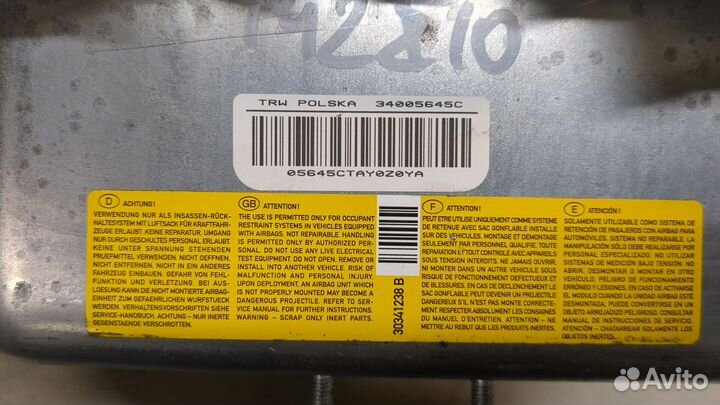 142810
TRW POLSKA 34005645C
05645CTAY0Z0YA
D ACHTUNG!
VERWENDUNG NUR ALS INSASSEN-RÜCK-
HALTESYSTEM MIT LUFTSACK FÜR KRAFTFAHR-
ZEUGE ERLAUBT. KEINE REPARATUR, UMGANG
NUR DURCH GESCHULTES PERSONAL ERLAUBT.
KEINE UNTER SPANNUNG STEHENDEN
PRÜFMITTEL VERWENDEN. NICHT ÖFFNEN,
NICHT ENTFERNEN, NICHT IN EIN ANDERES
FAHRZEUG EINBAUEN. GEFAHR VON FEHL-
FUNKTION UND VERLETZUNG. BEI AUS-
LÖSUNG KANN DIE NICHT MONTIERTE AIRBAG-
EINHEIT ZUM GEFÄHRLICHEN WURFSTUECK
WERDEN. VERHALTENSVORSCHRIFTEN SIEHE
SERVICE-HANDBUCH. ACHTUNG – NUR INERTE
GEGENSTAENDE VERSCHROTTEN.
GB ATTENTION!
THE USE IS PERMITTED ONLY FOR OCCUPANT
RESTRAINT SYSTEMS IN VEHICLES EQUIPPED
WITH AIRBAGS. NOT REPAIRABLE. HANDLING
IS ONLY PERMITTED BY AUTHORIZED PER-
SONAL. DO NOT USE ANY LIVE ELECTRICAL
TEST EQUIPMENT. DO NOT OPEN, REMOVE OR
INSTALL INTO ANOTHER VEHICLE. RISK OF
MALFUNCTION AND PERSONAL INJURY.
UPON DEPLOYMENT, AN AIRBAG UNIT WHICH
IS NOT PROPERLY MOUNTED MAY BECOME A
DANGEROUS PROJECTILE. REFER TO SER-
VICE MANUAL FOR FURTHER INSTRUCTIONS
WARNING – SCRAP ONLY INERT PARTS.
30341238 B
F ATTENTION!
PEUT ETRE UTILISE UNIQUEMENT COMME SYSTEME
DE RETENUE AVEC SAC GONFLABLE INSTALLE
DANS LES VEHICULES. NON REPARABLE.
LIVRAISON, MONTAGE ET DEMONTAGE
SEULEMENT PAR PERSONNEL QUALIFIE. TOUTE
REPARATION ET TOUT CONTROLE AVEC APPAREILS
SOUS TENSION INTERDITS. JAMAIS OUVRIR,
NI MONTER DANS UN AUTRE VEHICULE SOUS
RISQUE DE FONCTIONNEMENT DEFECTUEUX ET
DE BLESSURES. EN CAS DE DECLENCHEMENT LE
SAC GONFLABLE PEUT DEVENIR UN PROJECTILE
DANGEREUX S'IL N'EST PAS MONTE CORRECTE-
MENT. RESPECTER ABSOLUMENT LES CONSIGNES
DU MANUEL D'ENTRETIEN. ATTENTION – NE
METTRE AU REBUT QUE LES PRODUITS INERTES.
E ATENCIÓN!
SOLAMENTE UTILIZABLE COMO SISTEMA DE
RETENCIÓN DE PASAJEROS CON AIRBAG PARA
AUTOMÓVILES. SISTEMA NO REPARABLE. LA
MANIPULACIÓN SÓLO DEBE REALIZARSE POR
PERSONAL ESPECIALIZADO. NO UTILIZAR
SISTEMAS DE MEDICIÓN BAJO TENSIÓN. NO
ABRIR, DESMONTAR O MONTAR EN OTRO
VEHÍCULO. PELIGRO DE FUNCIONAMIENTO
ERRÓNEO Y LESIONES. EN CASO DE ACTIVARSE
EL MÓDULO CUANDO LA UNIDAD AIRBAG ESTÉ
DESMONTADA, PUEDE CONVERTIRSE EN UN
OBJETO ARROJADIZO PELIGROSO. CONSULTAR
MANUAL DE INSTRUCCIONES DE SERVICIO.
ATENCIÓN – CHATARREAR SOLAMENTE LOS
OBJETOS INERTES.
Avito